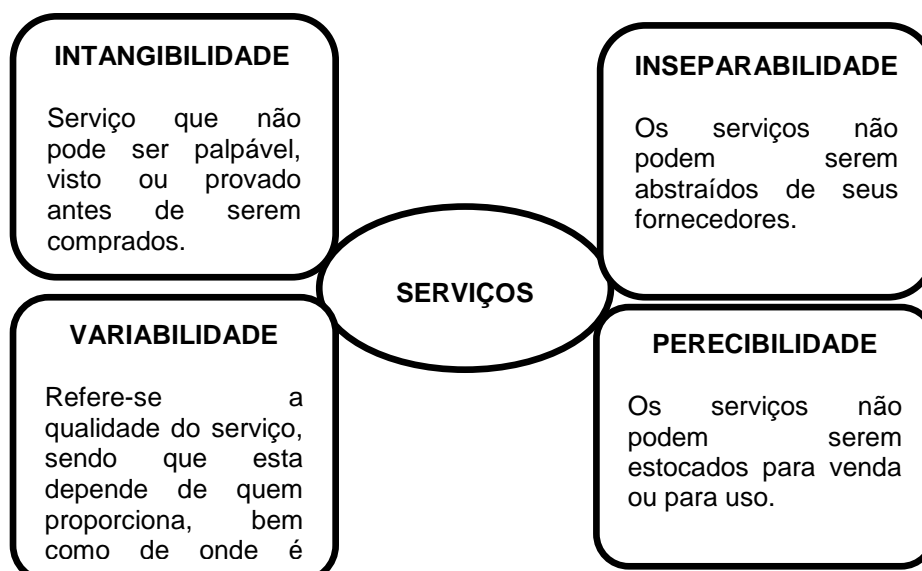 INTANGIBILIDADE
Serviço que não
pode ser palpável,
visto ou provado
antes de serem
comprados.
INSEPARABILIDADE
Os serviços não
podem serem
abstraídos de seus
fornecedores.
SERVIÇOS
VARIABILIDADE
Refere-se a
qualidade do serviço,
sendo que esta
depende de quem
proporciona, bem
como de onde é
PERECIBILIDADE
Os serviços não
podem serem
estocados para venda
ou para uso.